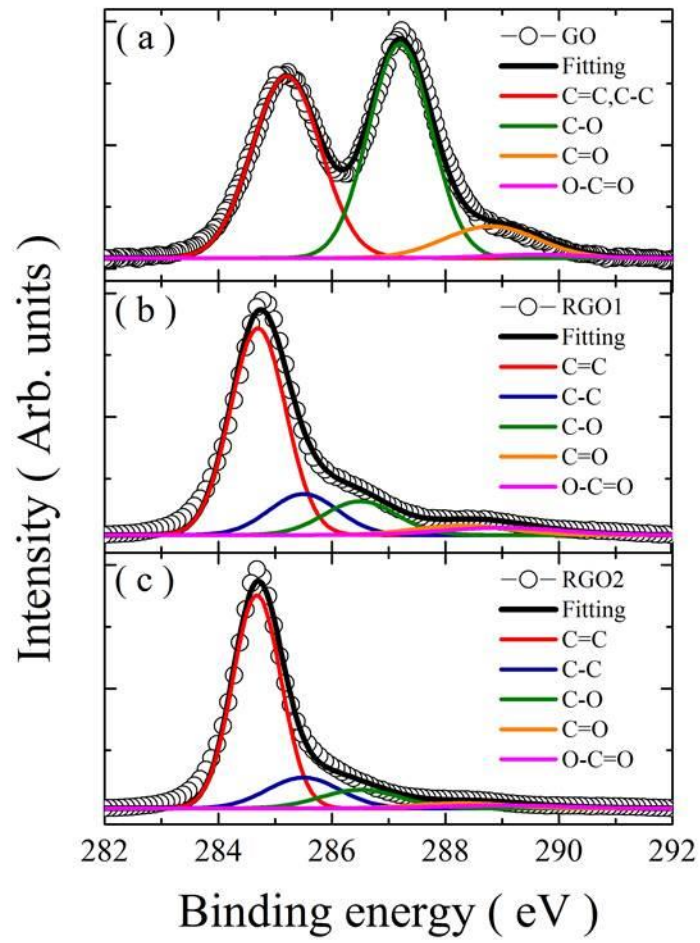 ( a )
GO
Fitting
C=C,C-C
C-O
C=O
O-C=O
( b )
RGO1
Fitting
C=C
C-C
C-O
C=O
O-C=O
( c )
RGO2
Fitting
C=C
C-C
C-O
C=O
O-C=O
Intensity ( Arb. units )
282 284 286 288 290 292
Binding energy ( eV )